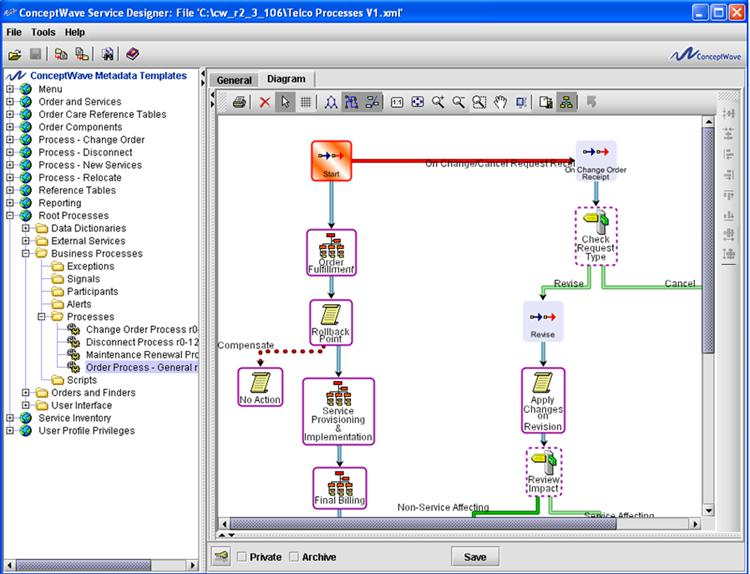 ConceptWave Service Designer: File 'C:\cw_r2_3_106\Telco Processes V1.xml'
File Tools Help
ConceptWave
ConceptWave Metadata Templates
Menu
Order and Services
Order Care Reference Tables
Order Components
Process - Change Order
Process - Disconnect
Process - New Services
Process - Relocate
Reference Tables
Reporting
Root Processes
Data Dictionaries
External Services
Business Processes
Exceptions
Signals
Participants
Alerts
Processes
Change Order Process r0-
Disconnect Process r0-12
Maintenance Renewal Pro
Order Process - General r
Scripts
Orders and Finders
User Interface
Service Inventory
User Profile Privileges
General Diagram
1:1
Start
On Change/Cancel Request Recei
On Change Order
Receipt
Order
Fulfillment
Check
Request
Type
Revise
Cancel
Rollback
Point
Revise
Compensate
No Action
Service
Provisioning
&
Implementation
Apply
Changes
on
Revision
Final Billing
Review
Impact
Non-Service Affecting
Service Affecting
Private Archive Save